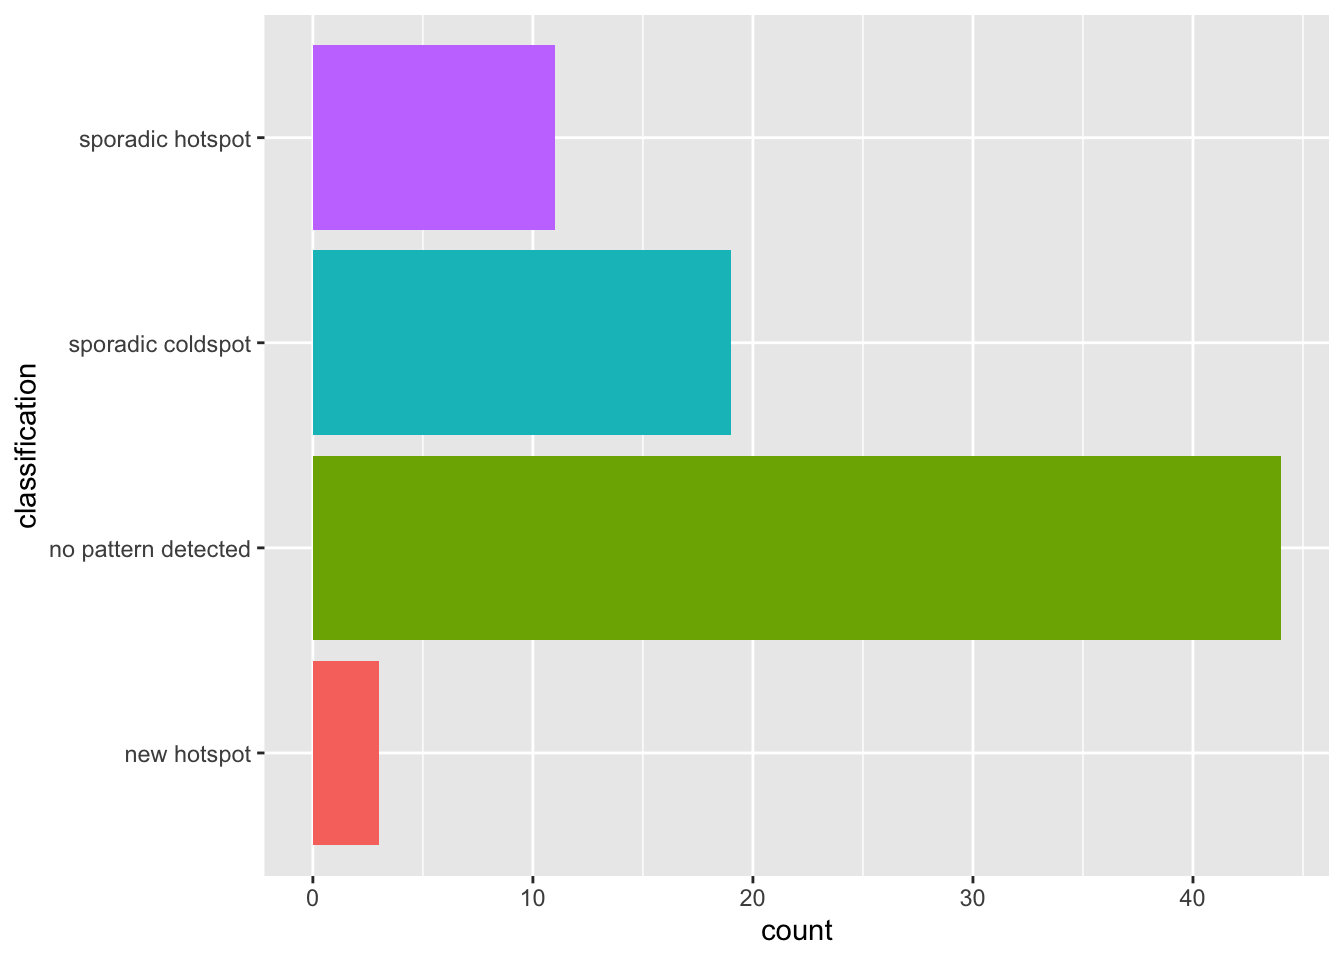 sporadic hotspot
sporadic coldspot
no pattern detected
new hotspot
classification
0 10 20 30 40
count